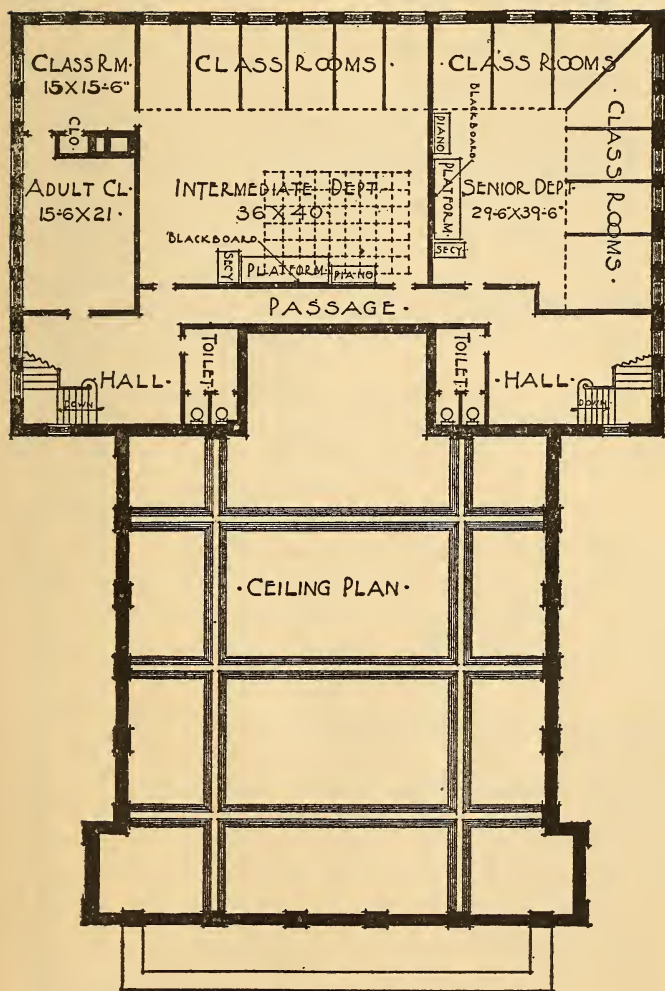 CLASS RM.
15X15-6"
CLASS ROOMS.
CLASS ROOMS
CLASS ROOMS
CLO.
ADULT CL.
15-6X21.
INTERMEDIATE DEPT.
36X40.
BLACKBOARD
SECY
PLATFORM.
PIANO
PIANO
BLACKBOARD
PLATFORM
SECY
SENIOR DEPT.
29-6"X39-6"
PASSAGE.
HALL.
DOWN
TOILET.
TOILET.
.HALL.
DOWN
.CEILING PLAN.